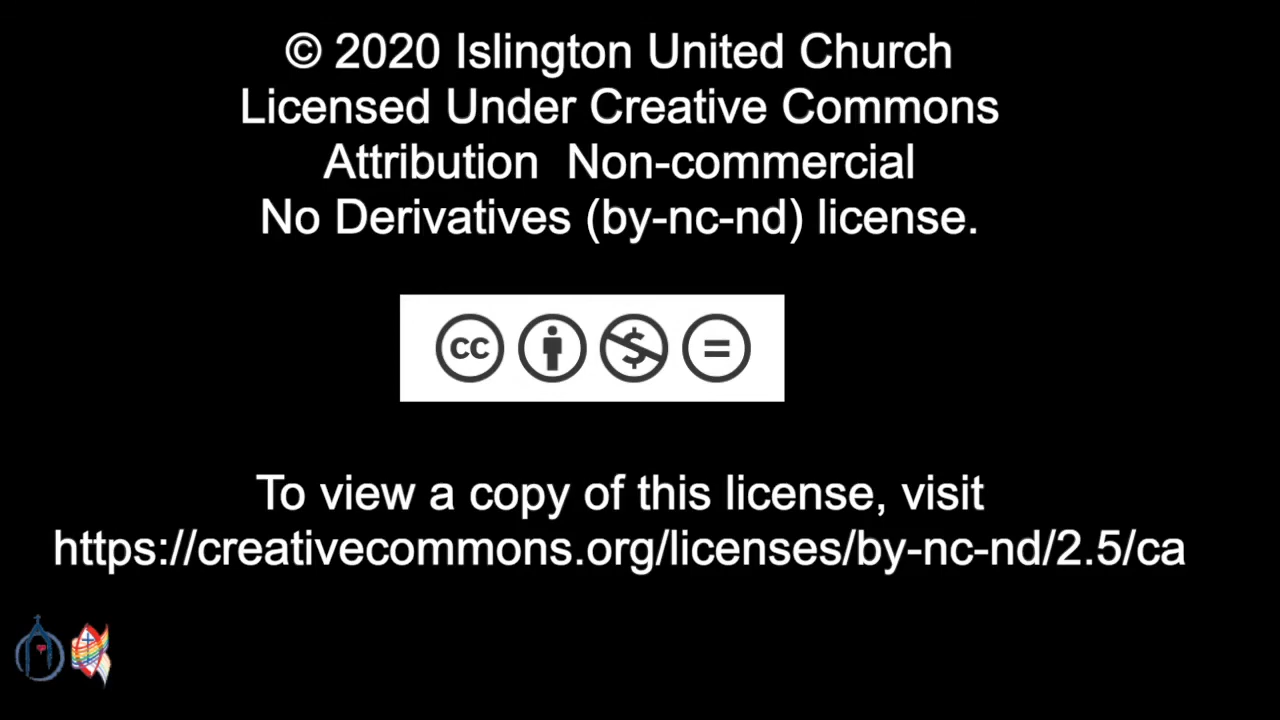 © 2020 Islington United Church
Licensed Under Creative Commons
Attribution  Non-commercial
No Derivatives (by-nc-nd) license.
cc $ =
To view a copy of this license, visit
https://creativecommons.org/licenses/by-nc-nd/2.5/ca